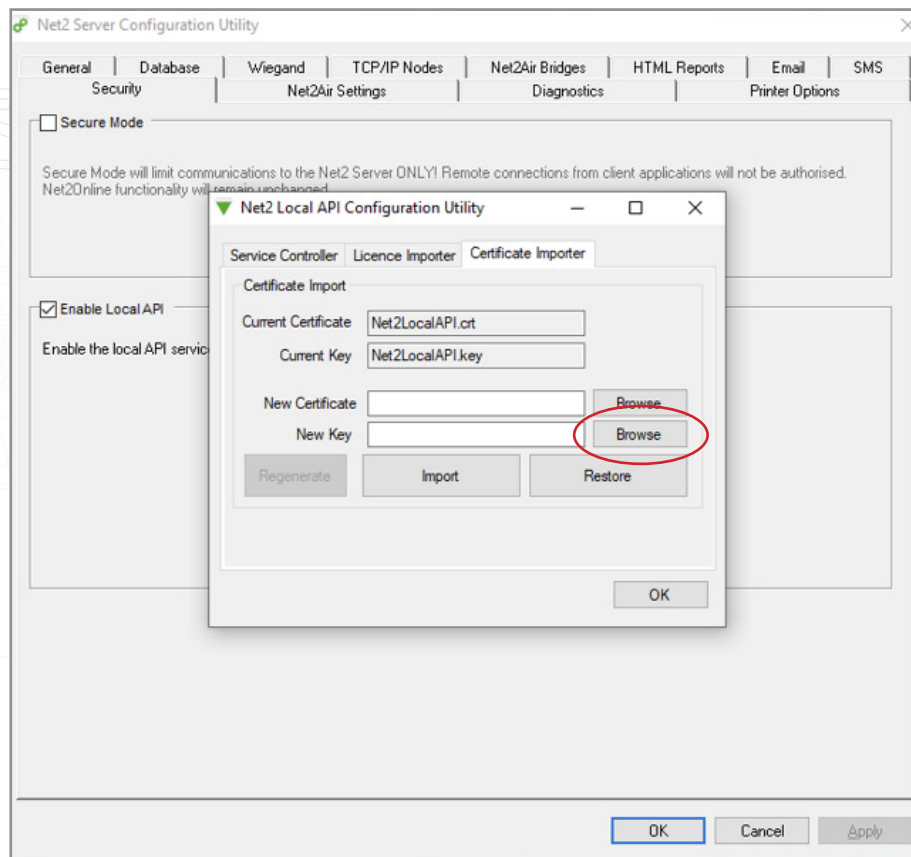 Net2 Server Configuration Utility
General Database Wiegand TCP/IP Nodes Net2Air Bridges HTML Reports Email SMS
Security Net2Air Settings Diagnostics Printer Options
Secure Mode
Secure Mode will limit communications to the Net2 Server ONLY! Remote connections from client applications will not be authorised.
Net2Online functionality will remain unchanged
Net2 Local API Configuration Utility
Service Controller Licence Importer Certificate Importer
Certificate Import
Enable Local API
Current Certificate Net2LocalAPI.crt
Enable the local API servic
Current Key Net2LocalAPI.key
New Certificate Browse
New Key Browse
Regenerate Import Restore
OK
OK Cancel Apply